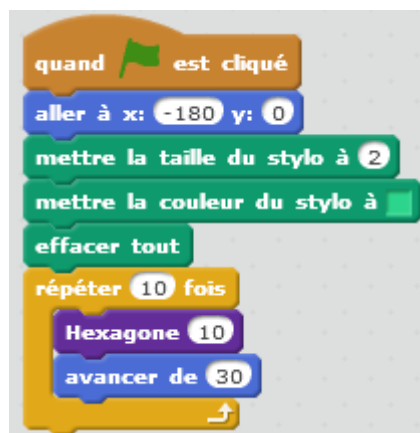 quand est cliqué
aller à x: -180 y: 0
mettre la taille du stylo à 2
mettre la couleur du stylo à
effacer tout
répéter 10 fois
Hexagone 10
avancer de 30